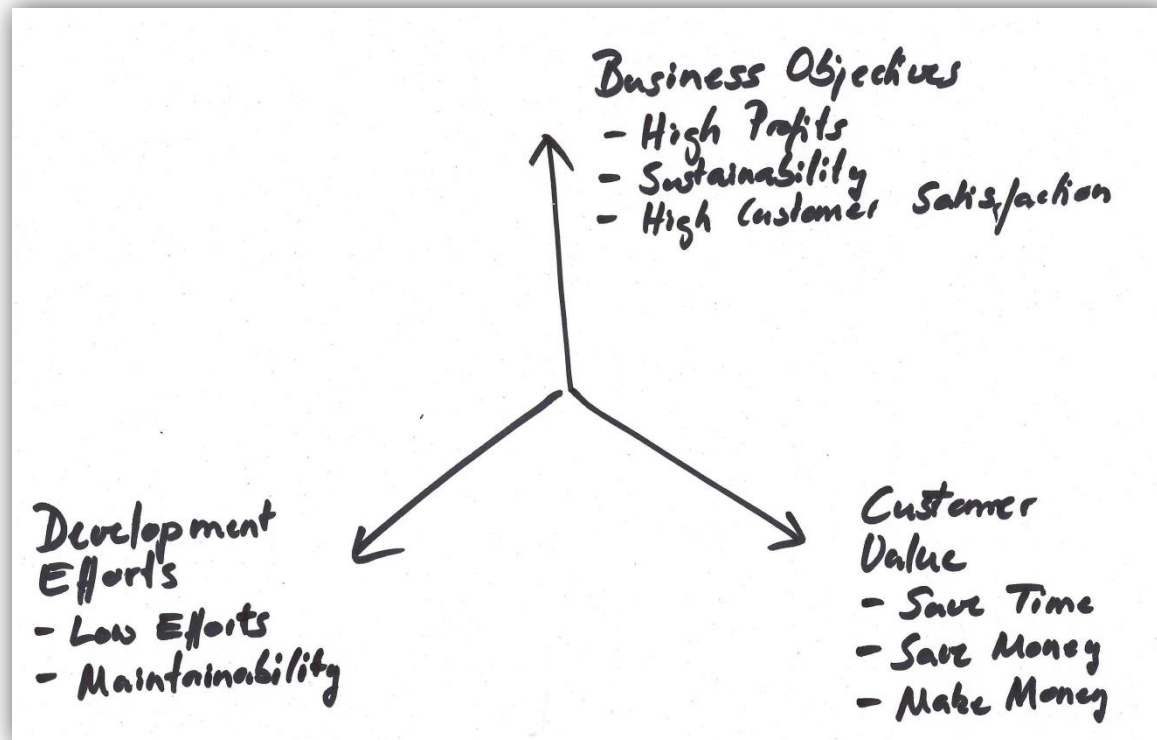 Business Objectives
- High Profits
- Sustainability
- High Customer Satisfaction
Development
Efforts
- Low Efforts
- Maintainability
Customer
Value
- Save Time
- Save Money
- Make Money